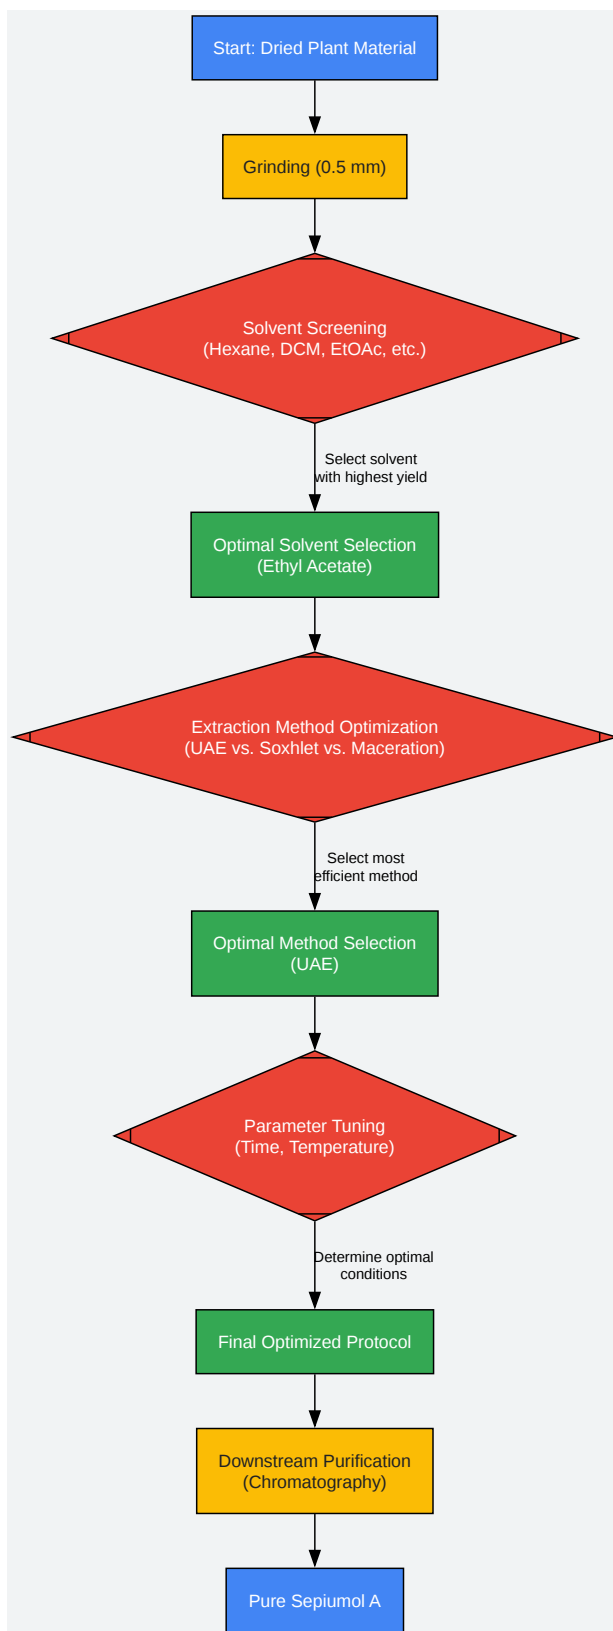 Start: Dried Plant Material
Grinding (0.5 mm)
Solvent Screening
(Hexane, DCM, EtOAc, etc.)
Select solvent
with highest yield
Optimal Solvent Selection
(Ethyl Acetate)
Extraction Method Optimization
(UAE vs. Soxhlet vs. Maceration)
Select most
efficient method
Optimal Method Selection
(UAE)
Parameter Tuning
(Time, Temperature)
Determine optimal
conditions
Final Optimized Protocol
Downstream Purification
(Chromatography)
Pure Sepiumol A